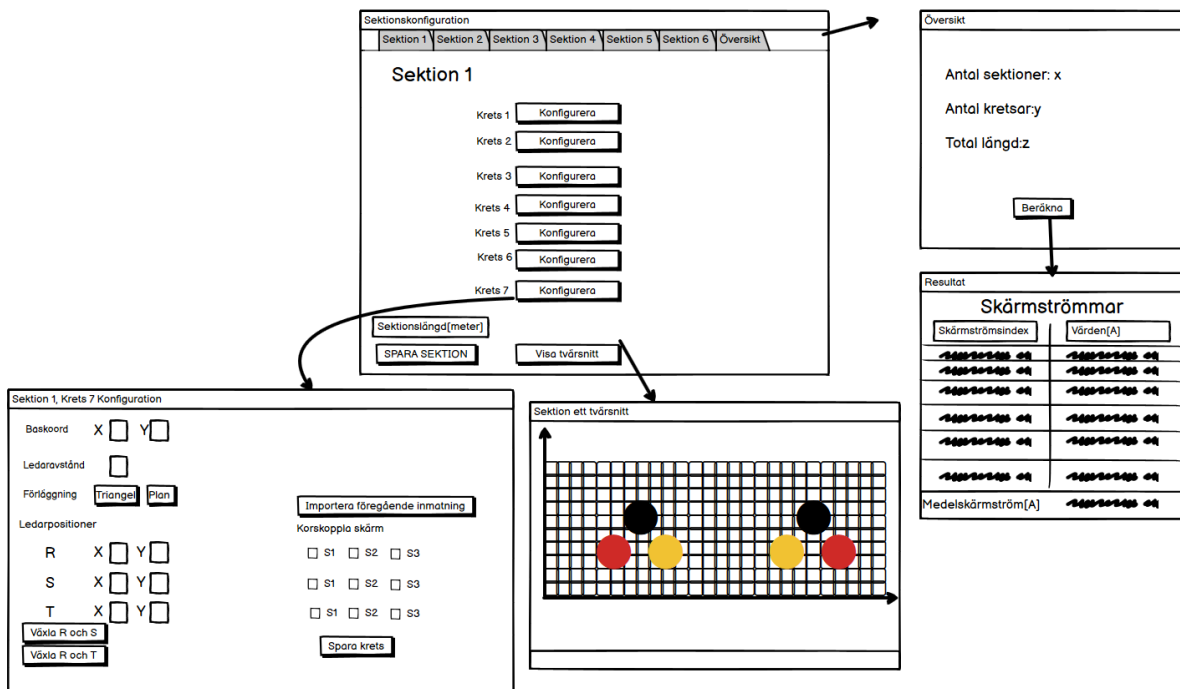 Sektionskonfiguration
Sektion 1 Sektion 2 Sektion 3 Sektion 4 Sektion 5 Sektion 6 Översikt
Sektion 1
Krets 1 Konfigurera
Krets 2 Konfigurera
Krets 3 Konfigurera
Krets 4 Konfigurera
Krets 5 Konfigurera
Krets 6 Konfigurera
Krets 7 Konfigurera
Sektionslängd[meter]
SPARA SEKTION Visa tvärsnitt
Översikt
Antal sektioner: x
Antal kretsar:y
Total längd:z
Beräkna
Resultat
Skärmströmmar
Skärmströmsindex Värden[A]
Medelskärmström[A]
Sektion 1, Krets 7 Konfiguration
Baskoord X Y
Ledaravstånd
Förläggning Triangel Plan
Ledarpositioner
R X Y
S X Y
T X Y
Växla R och S
Växla R och T
Importera föregående inmatning
Korskoppla skärm
S1 S2 S3
S1 S2 S3
S1 S2 S3
Spara krets
Sektion ett tvärsnitt